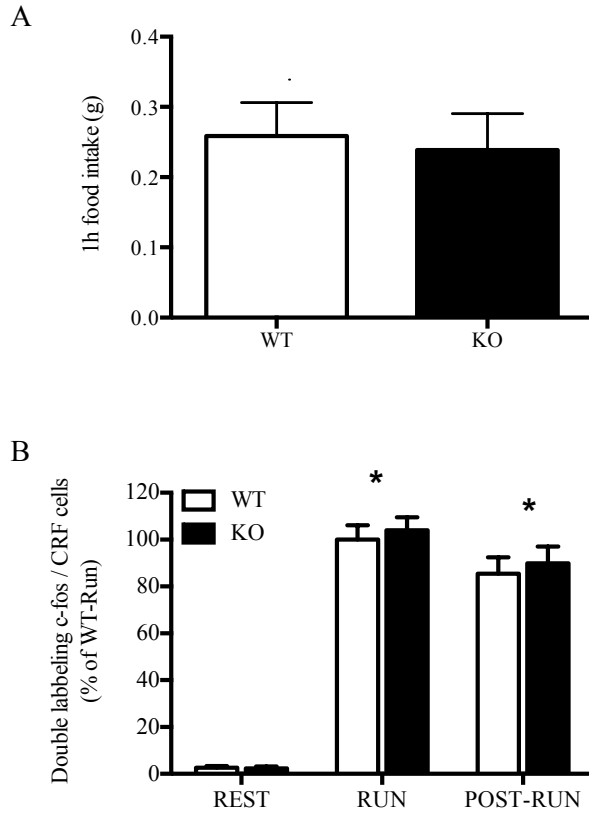 A
0.4
0.3
0.2
0.1
0.0
1h food intake (g)
WT
KO
B
Double labbeling c-fos / CRF cells
(% of WT-Run)
120
100
80
60
40
20
0
WT
KO
*
*
REST
RUN
POST-RUN